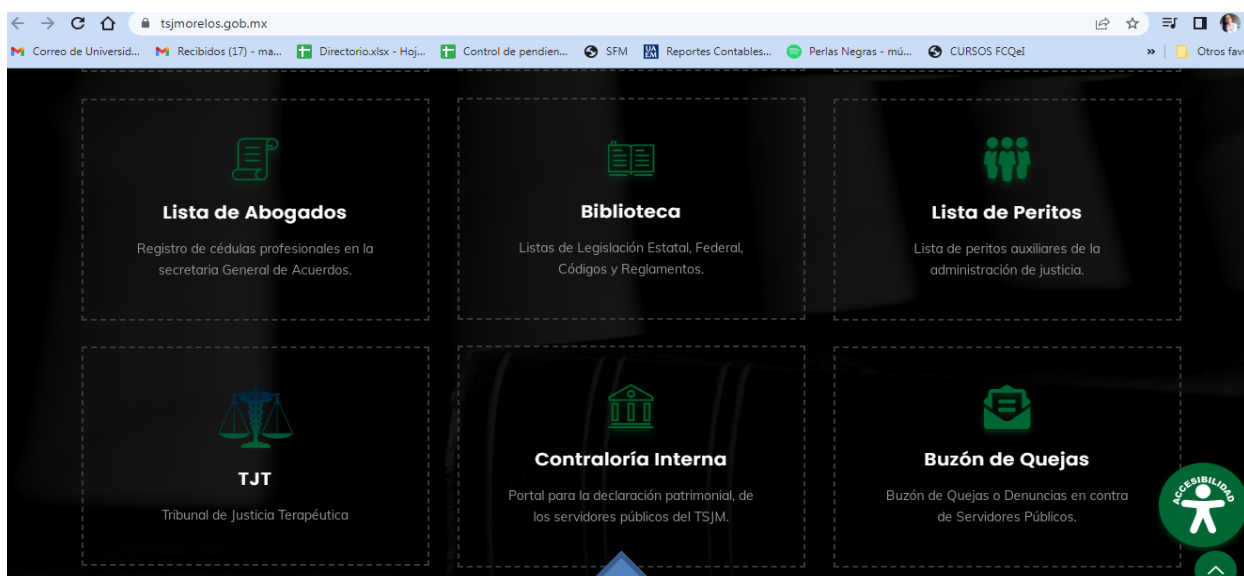 tsjmorelos.gob.mx
Correo de Universid... Recibidos (17) - ma... Directorio.xlsx - Hoj... Control de pendien... SFM UA EM Reportes Contables... Perlas Negras - mú... CURSOS FCQeI » Otros favo
Lista de Abogados
Registro de cédulas profesionales en la
secretaria General de Acuerdos.
Biblioteca
Listas de Legislación Estatal, Federal,
Códigos y Reglamentos.
Lista de Peritos
Lista de peritos auxiliares de la
administración de justicia.
TJT
Tribunal de Justicia Terapéutica
Contraloría Interna
Portal para la declaración patrimonial, de
los servidores públicos del TSJM.
Buzón de Quejas
Buzón de Quejas o Denuncias en contra
de Servidores Públicos.
ACCESIBILIDAD